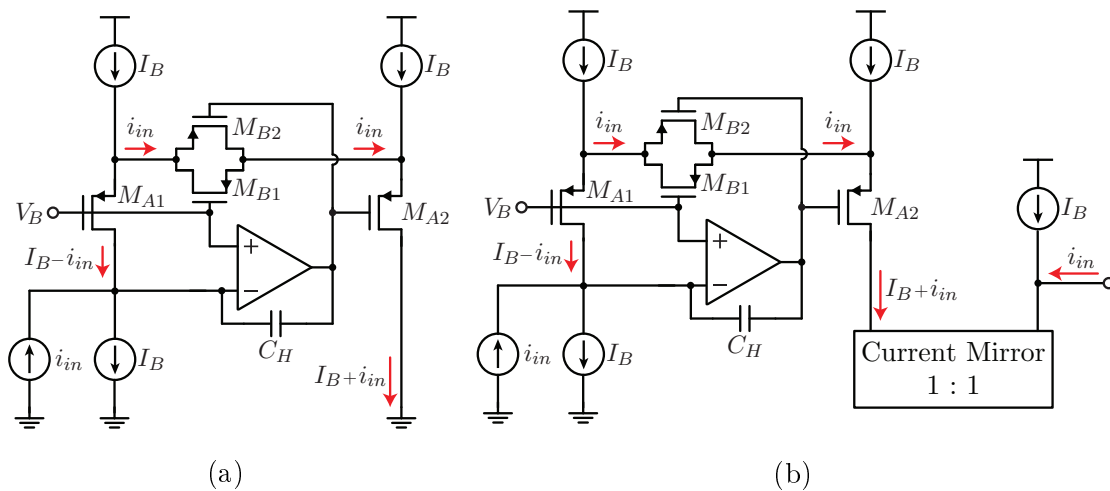 I_B
I_B
i_in
i_in
M_B2
M_B1
M_A1
V_B
M_A2
I_B−i_in
+
−
C_H
i_in
I_B
I_B+i_in
(a)
I_B
I_B
i_in
i_in
M_B2
M_B1
M_A1
V_B
M_A2
I_B
i_in
I_B−i_in
+
−
I_B+i_in
C_H
i_in
I_B
Current Mirror
1 : 1
(b)